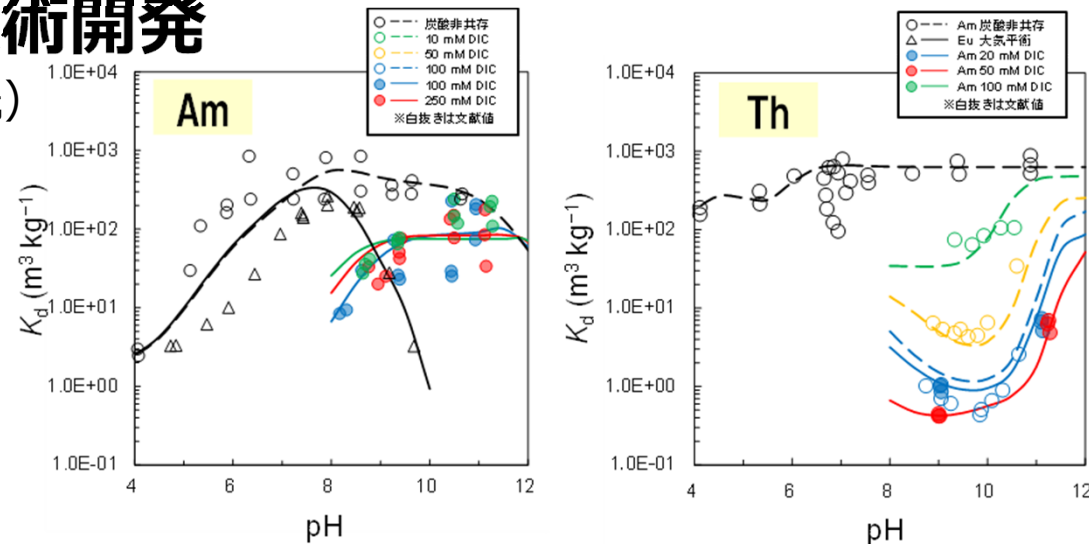 術開発
)
Am
炭酸非共存
10 mM DIC
50 mM DIC
100 mM DIC
100 mM DIC
250 mM DIC
※白抜きは文献値
1.0E+04
1.0E+03
1.0E+02
1.0E+01
1.0E+00
1.0E-01
Kd (m³ kg⁻¹)
4 6 8 10 12
pH
Th
Am 炭酸非共存
Eu 大気平衡
Am 20 mM DIC
Am 50 mM DIC
Am 100 mM DIC
※白抜きは文献値
1.0E+04
1.0E+03
1.0E+02
1.0E+01
1.0E+00
1.0E-01
Kd (m³ kg⁻¹)
4 6 8 10 12
pH